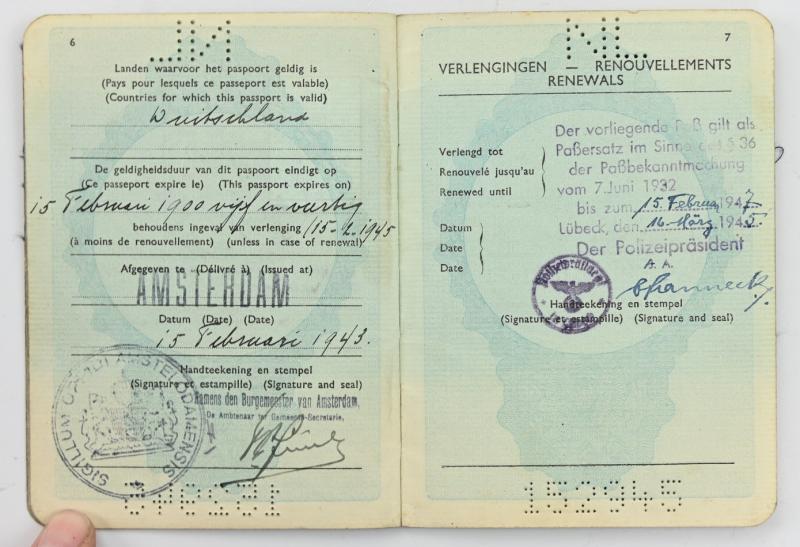 6
NL
Landen waarvoor het paspoort geldig is
(Pays pour lesquels ce passeport est valable)
(Countries for which this passport is valid)
Duitschland
De geldigheidsduur van dit paspoort eindigt op
(Ce passeport expire le) (This passport expires on)
15 Februari 1900 vijf en veertig
behoudens ingeval van verlenging /15-2-1945
(à moins de renouvellement) (unless in case of renewal)
Afgegeven te (Délivré à) (Issued at)
AMSTERDAM
Datum (Date) (Date)
15 Februari 1943.
Handteekening en stempel
(Signature et estampille) (Signature and seal)
Namens den Burgemeester van Amsterdam,
De Ambtenaar ter Gemeente-Secretarie,
SIGILLUM AMSTELODAMENSIS
152945
7
NL
VERLENGINGEN — RENOUVELLEMENTS
RENEWALS
Verlengd tot
Renouvelé jusqu'au
Renewed until
Der vorliegende Paß gilt als
Paßersatz im Sinne des § 36
der Paßbekanntmachung
vom 7. Juni 1932
bis zum 15. Februar 1947
Datum
Date
Date
Lübeck, den 16. März 1945
Der Polizeipräsident
Handteekening en stempel
(Signature et estampille) (Signature and seal)
152945